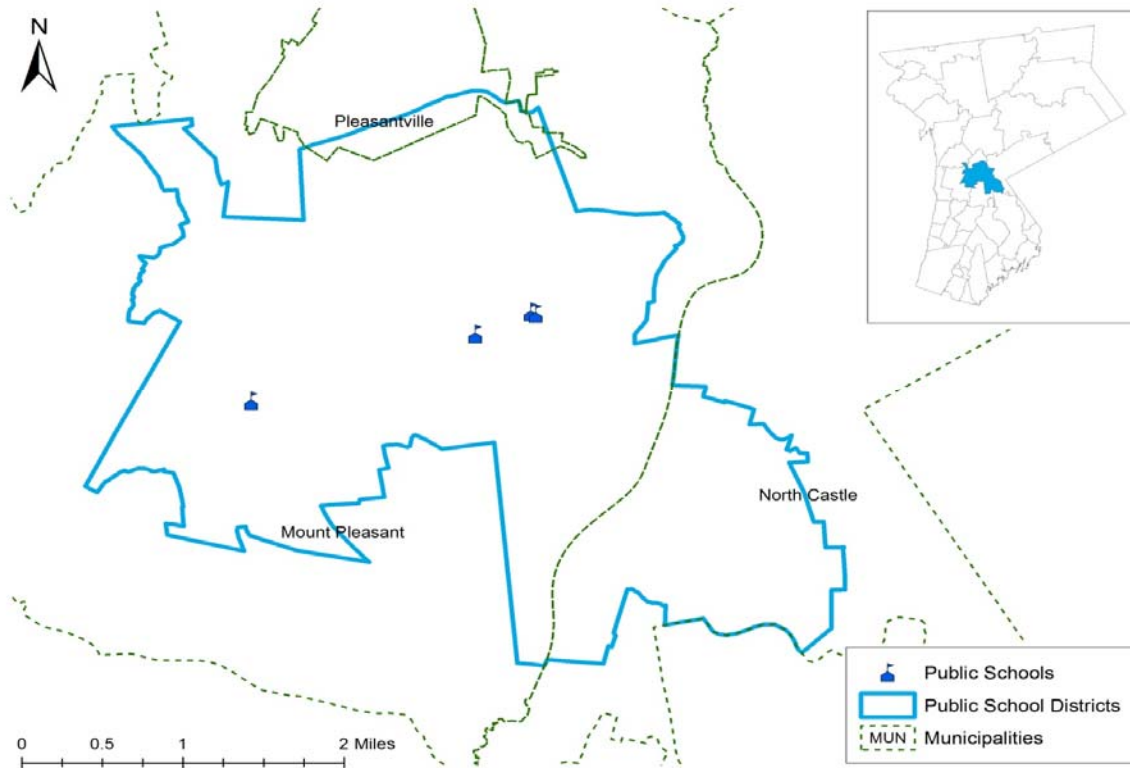 N
Pleasantville
North Castle
Mount Pleasant
Public Schools
Public School Districts
MUN Municipalities
0 0.5 1 2 Miles